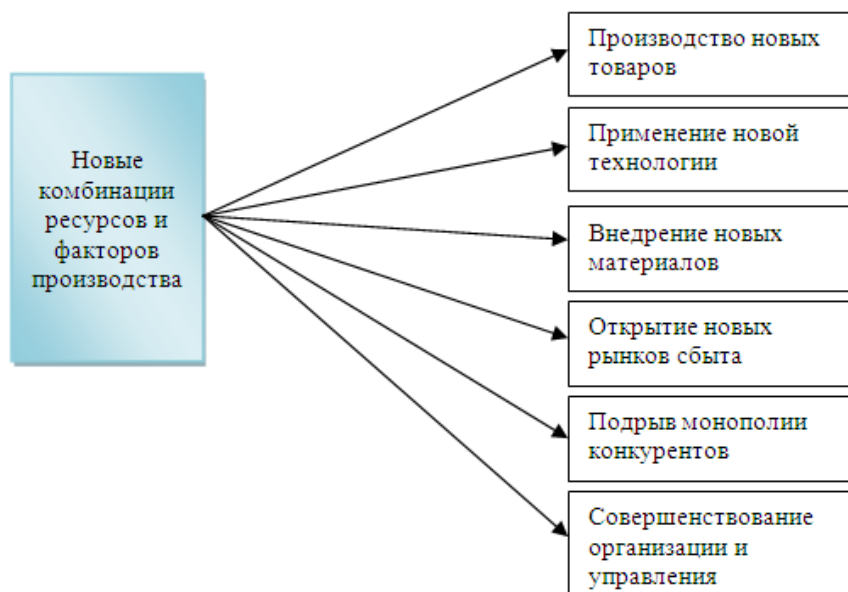 Новые
комбинации
ресурсов и
факторов
производства
Производство новых
товаров
Применение новой
технологии
Внедрение новых
материалов
Открытие новых
рынков сбыта
Подрыв монополии
конкурентов
Совершенствование
организации и
управления